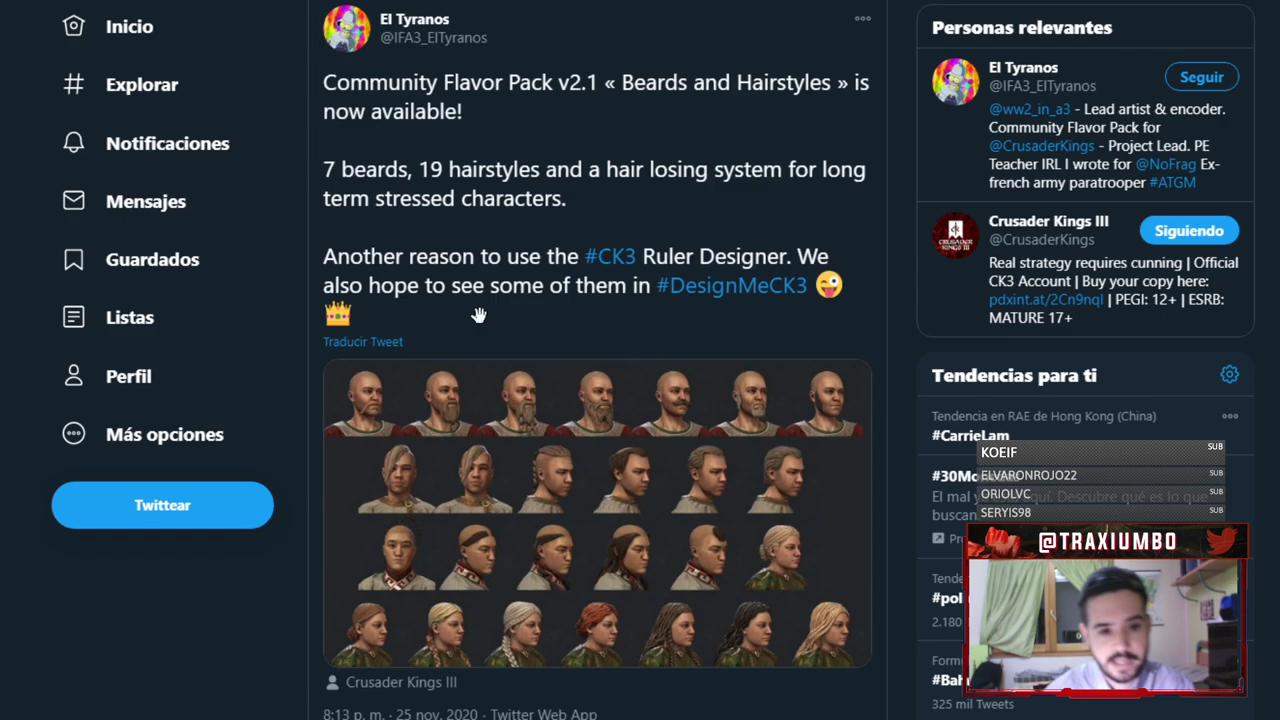 Inicio
Explorar
Notificaciones
Mensajes
Guardados
Listas
Perfil
Más opciones
Twittear
El Tyranos
@IFA3_ElTyranos
Community Flavor Pack v2.1 « Beards and Hairstyles » is
now available!
7 beards, 19 hairstyles and a hair losing system for long
term stressed characters.
Another reason to use the #CK3 Ruler Designer. We
also hope to see some of them in #DesignMeCK3 😜
👑
Traducir Tweet
Crusader Kings III
8:13 p. m. · 25 nov. 2020 · Twitter Web App
Personas relevantes
El Tyranos
@IFA3_ElTyranos
Seguir
@ww2_in_a3 - Lead artist & encoder.
Community Flavor Pack for
@CrusaderKings - Project Lead. PE
Teacher IRL I wrote for @NoFrag Ex-
french army paratrooper #ATGM
Crusader Kings III
@CrusaderKings
Siguiendo
Real strategy requires cunning | Official
CK3 Account | Buy your copy here:
pdxint.at/2Cn9nqI | PEGI: 12+ | ESRB:
MATURE 17+
CRUSADER KINGS
Tendencias para ti
Tendencia en RAE de Hong Kong (China)
#CarrieLam
KOEIF SUB
ELVARONROJO22 SUB
ORIOLVC SUB
SERYIS98 SUB
El mal
buscan
@TRAXIUMBO
2.180
325 mil Tweets